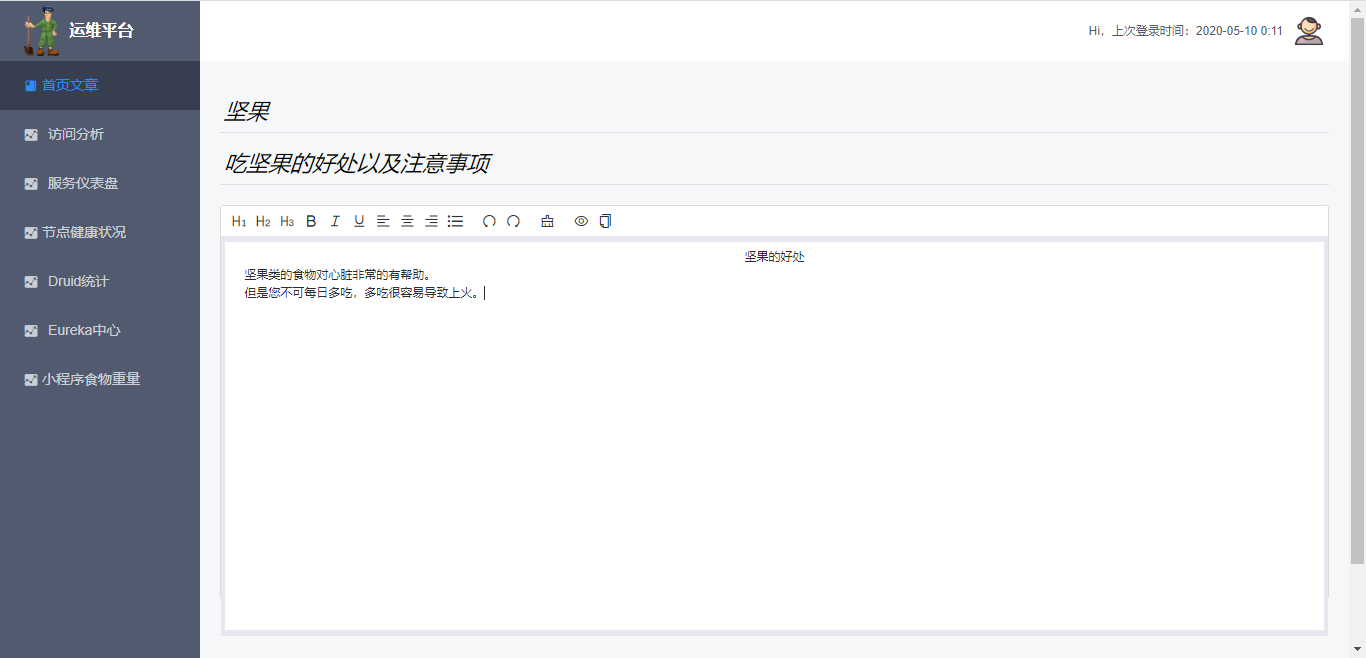 运维平台
Hi，上次登录时间：2020-05-10 0:11
首页文章
访问分析
服务仪表盘
节点健康状况
Druid统计
Eureka中心
小程序食物重量
坚果
吃坚果的好处以及注意事项
H1 H2 H3 B I U
坚果的好处
坚果类的食物对心脏非常的有帮助。
但是您不可每日多吃，多吃很容易导致上火。